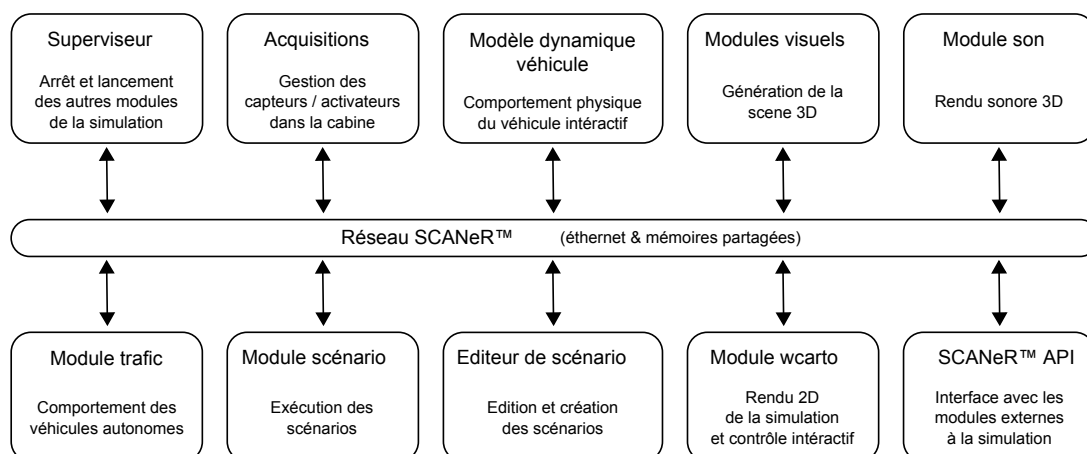 Superviseur
Arrêt et lancement
des autres modules
de la simulation
Acquisitions
Gestion des
capteurs / activateurs
dans la cabine
Modèle dynamique
véhicule
Comportement physique
du véhicule intéractif
Modules visuels
Génération de la
scene 3D
Module son
Rendu sonore 3D
Réseau SCANeR™ (éthernet & mémoires partagées)
Module trafic
Comportement des
véhicules autonomes
Module scénario
Exécution des
scénarios
Editeur de scénario
Edition et création
des scénarios
Module wcarto
Rendu 2D
de la simulation
et contrôle intéractif
SCANeR™ API
Interface avec les
modules externes
à la simulation